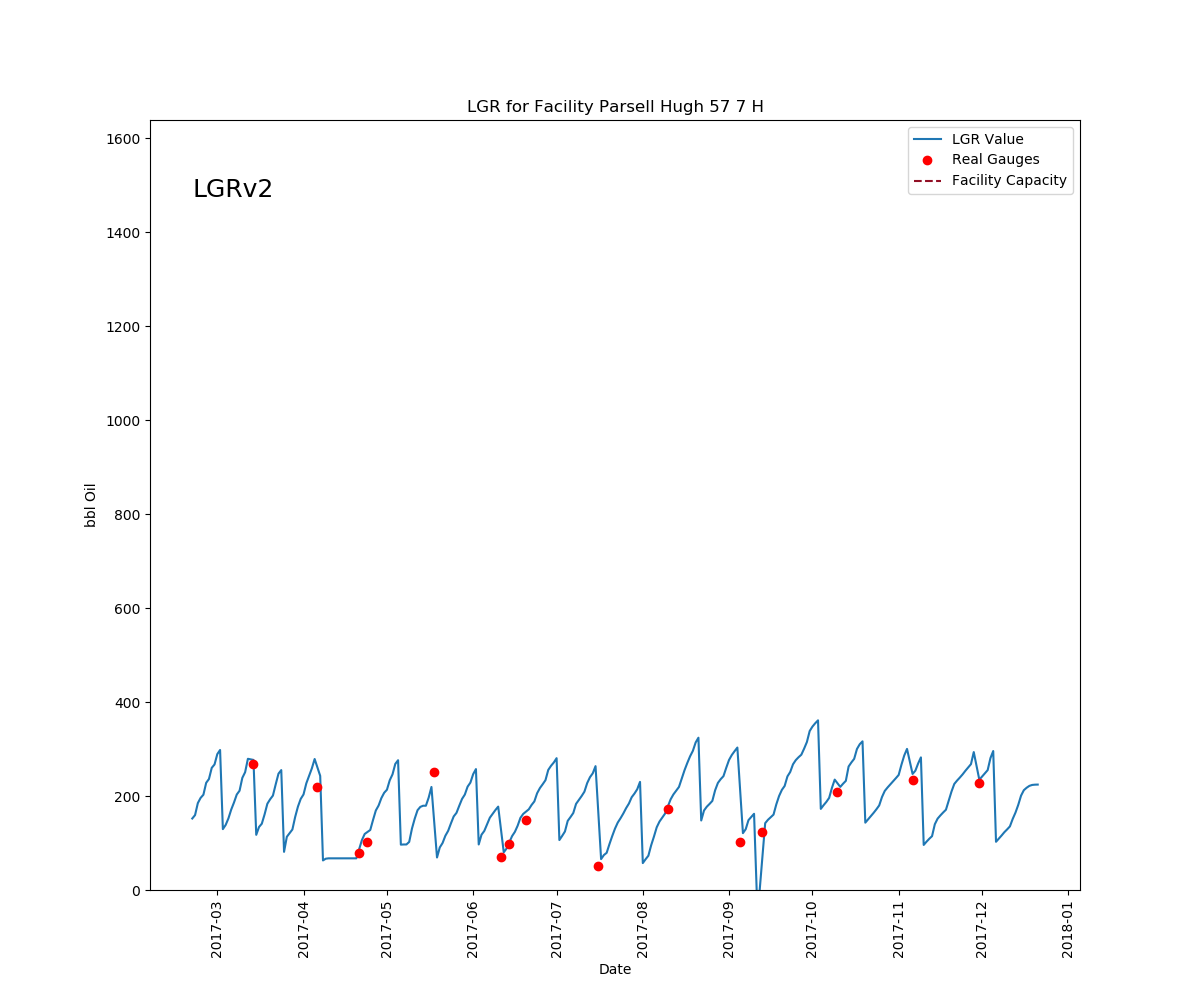 LGR for Facility Parsell Hugh 57 7 H
LGRv2
LGR Value
Real Gauges
Facility Capacity
bbl Oil
1600
1400
1200
1000
800
600
400
200
0
2017-03
2017-04
2017-05
2017-06
2017-07
2017-08
2017-09
2017-10
2017-11
2017-12
2018-01
Date